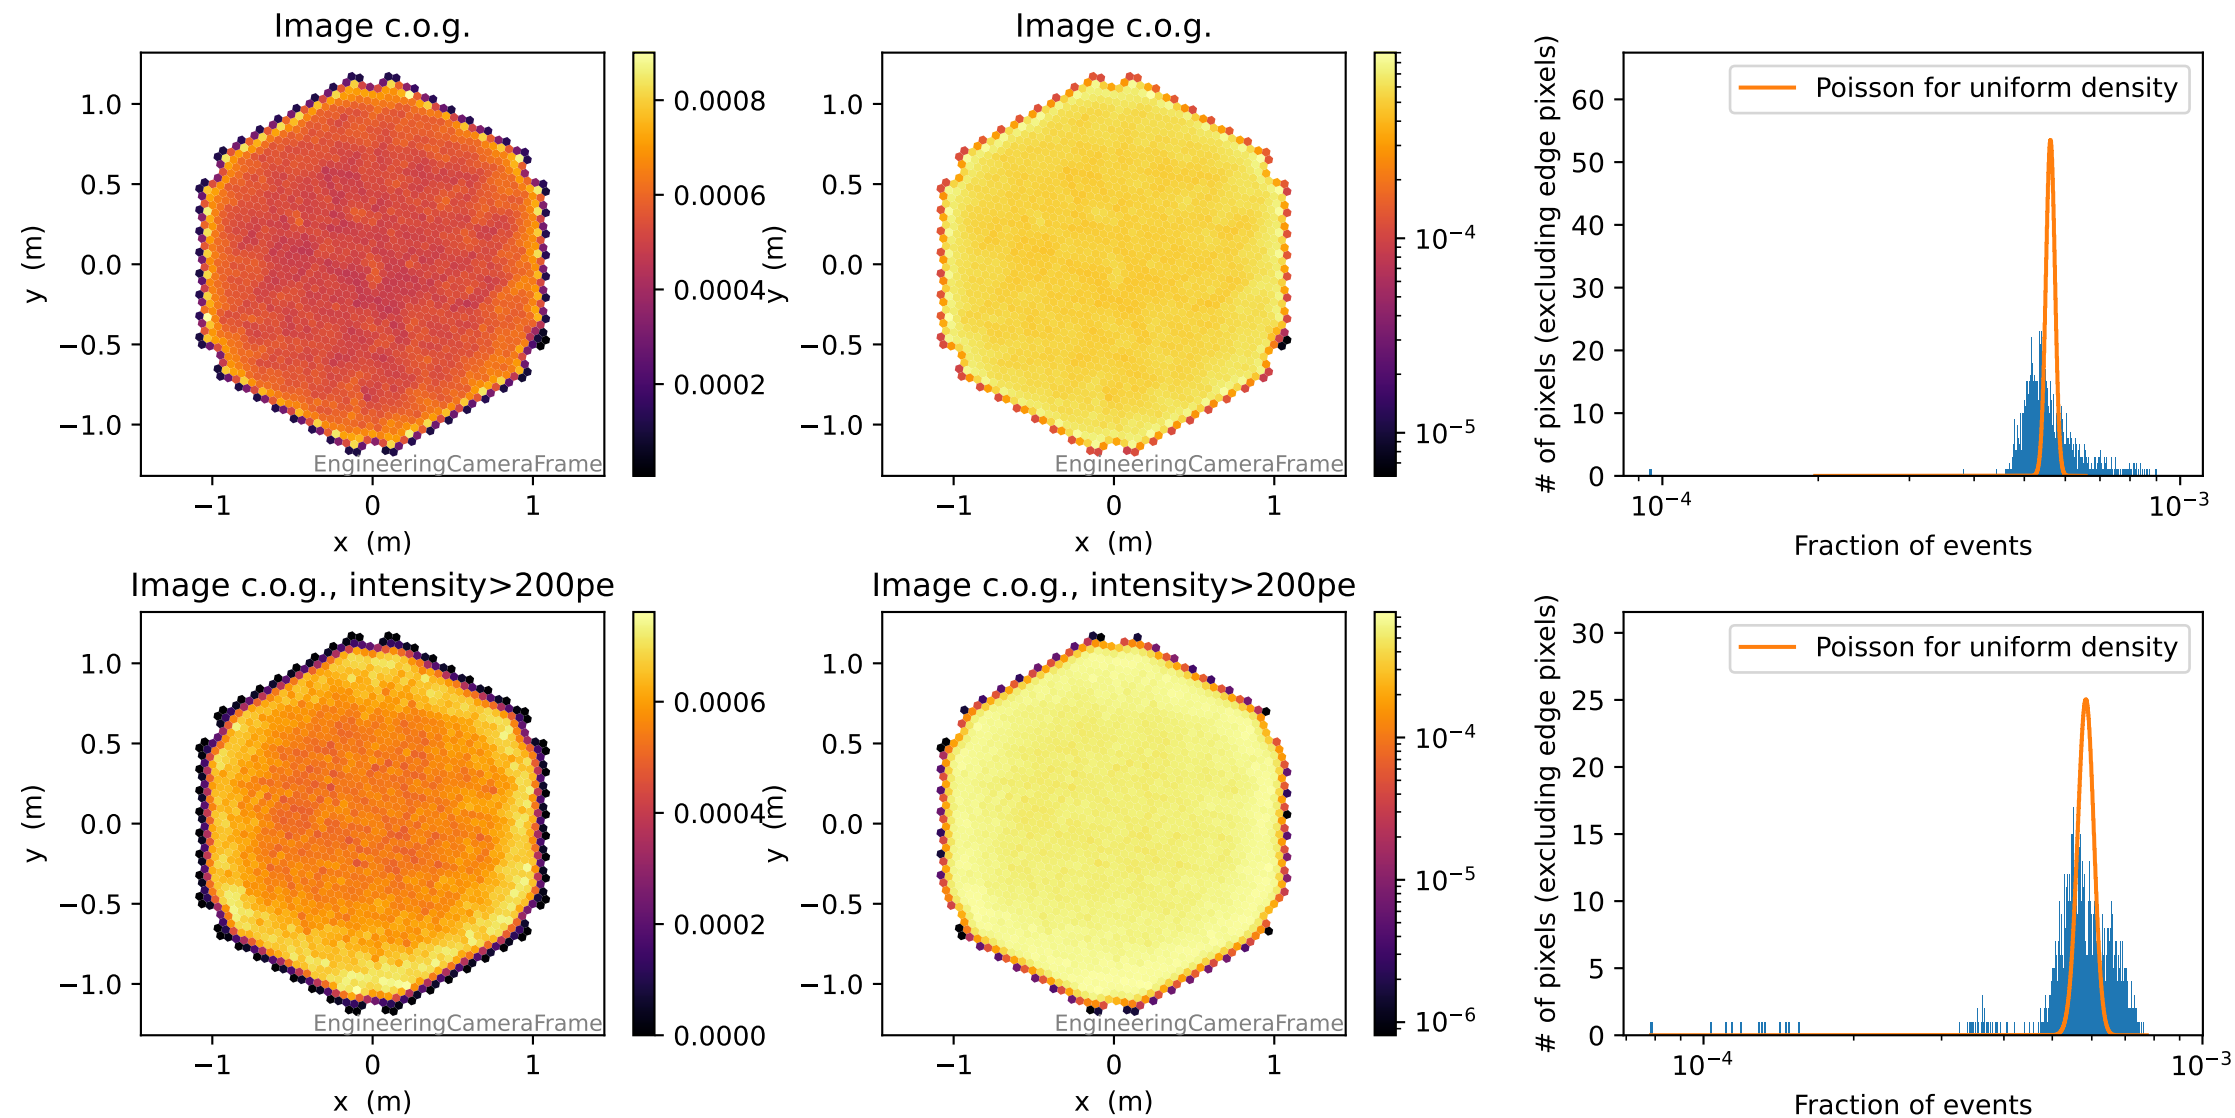 Image c.o.g.
y (m)
1.0
0.5
0.0
−0.5
−1.0
−1
0
1
x (m)
EngineeringCameraFrame
0.0008
0.0006
0.0004
0.0002
Image c.o.g.
y (m)
1.0
0.5
0.0
−0.5
−1.0
−1
0
1
x (m)
EngineeringCameraFrame
10⁻⁴
10⁻⁵
# of pixels (excluding edge pixels)
60
50
40
30
20
10
0
Poisson for uniform density
10⁻⁴
10⁻³
Fraction of events
Image c.o.g., intensity>200pe
y (m)
1.0
0.5
0.0
−0.5
−1.0
−1
0
1
x (m)
EngineeringCameraFrame
0.0006
0.0004
0.0002
0.0000
Image c.o.g., intensity>200pe
y (m)
1.0
0.5
0.0
−0.5
−1.0
−1
0
1
x (m)
EngineeringCameraFrame
10⁻⁴
10⁻⁵
10⁻⁶
# of pixels (excluding edge pixels)
30
25
20
15
10
5
0
Poisson for uniform density
10⁻⁴
10⁻³
Fraction of events